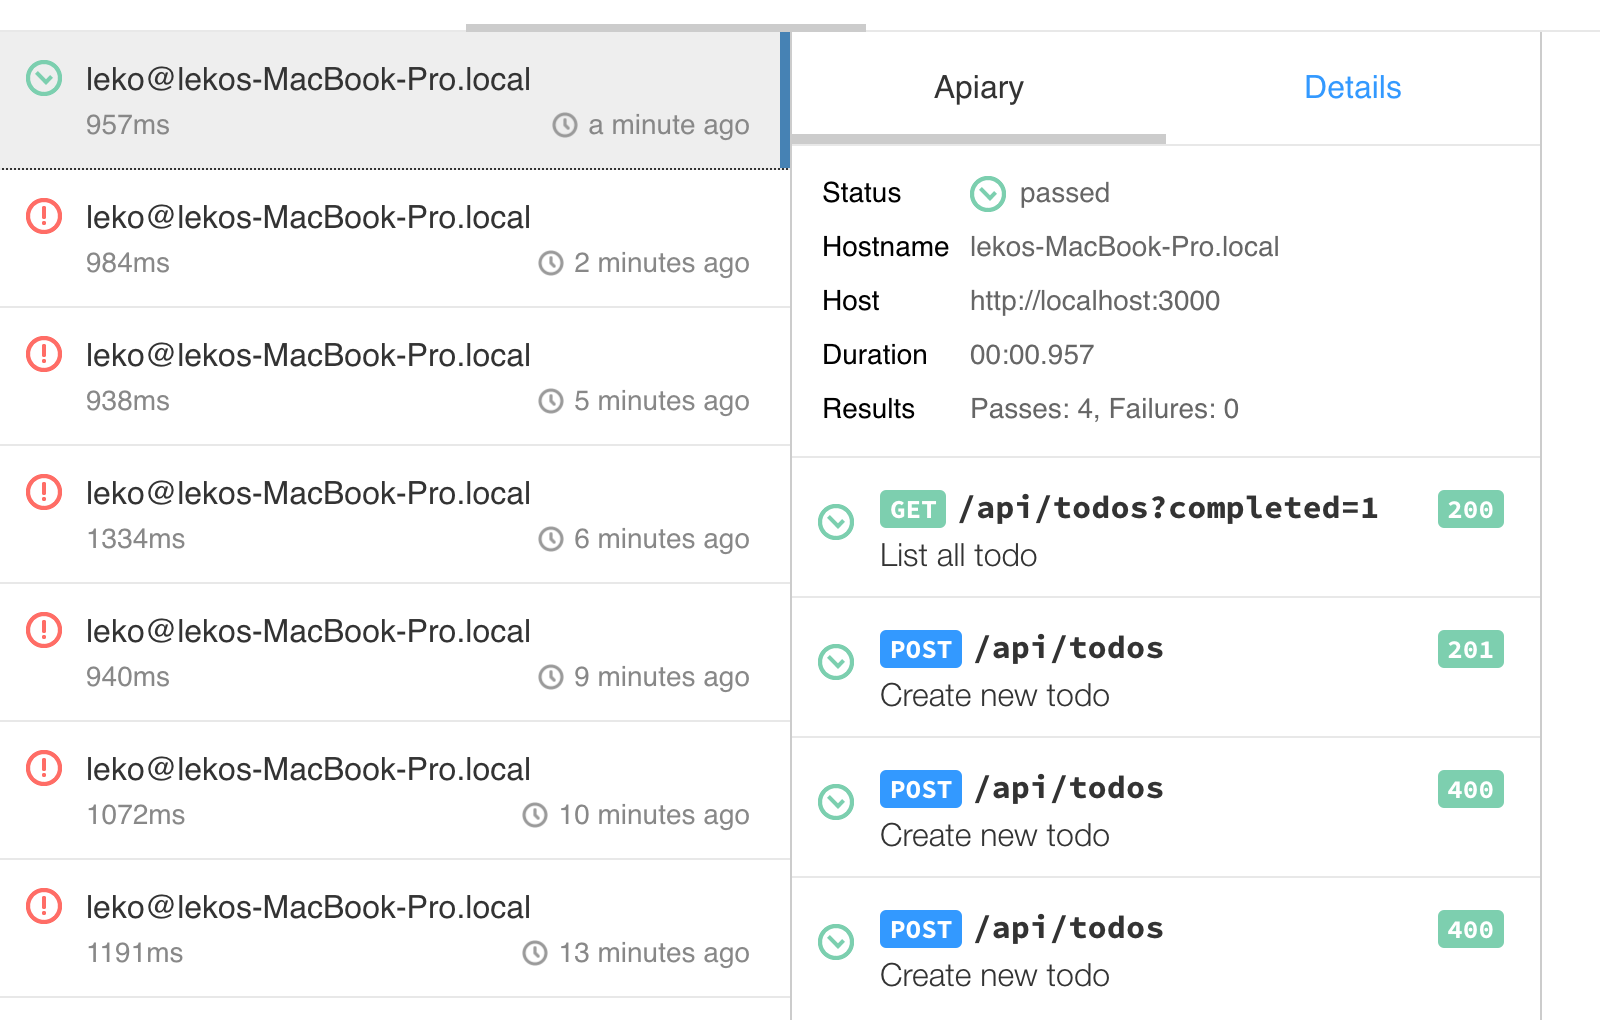 leko@lekos-MacBook-Pro.local
957ms a minute ago
leko@lekos-MacBook-Pro.local
984ms 2 minutes ago
leko@lekos-MacBook-Pro.local
938ms 5 minutes ago
leko@lekos-MacBook-Pro.local
1334ms 6 minutes ago
leko@lekos-MacBook-Pro.local
940ms 9 minutes ago
leko@lekos-MacBook-Pro.local
1072ms 10 minutes ago
leko@lekos-MacBook-Pro.local
1191ms 13 minutes ago
Apiary Details
Status passed
Hostname lekos-MacBook-Pro.local
Host http://localhost:3000
Duration 00:00.957
Results Passes: 4, Failures: 0
GET /api/todos?completed=1 200
List all todo
POST /api/todos 201
Create new todo
POST /api/todos 400
Create new todo
POST /api/todos 400
Create new todo